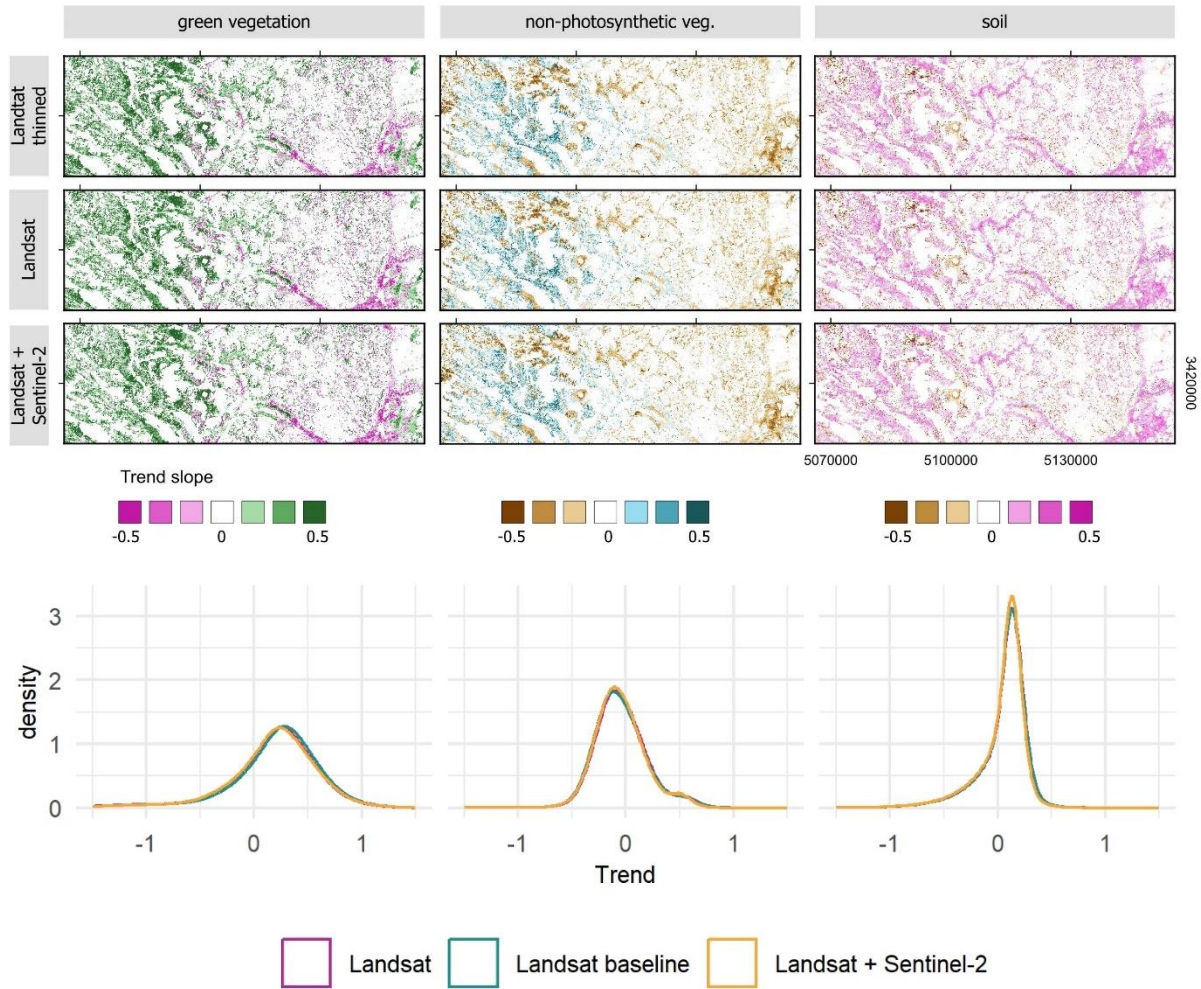 green vegetation
non-photosynthetic veg.
soil
Landtat
thinned
Landsat
Landsat +
Sentinel-2
3420000
5070000 5100000 5130000
Trend slope
-0.5 0 0.5
-0.5 0 0.5
-0.5 0 0.5
density
3
2
1
0
-1 0 1
-1 0 1
-1 0 1
Trend
Landsat
Landsat baseline
Landsat + Sentinel-2